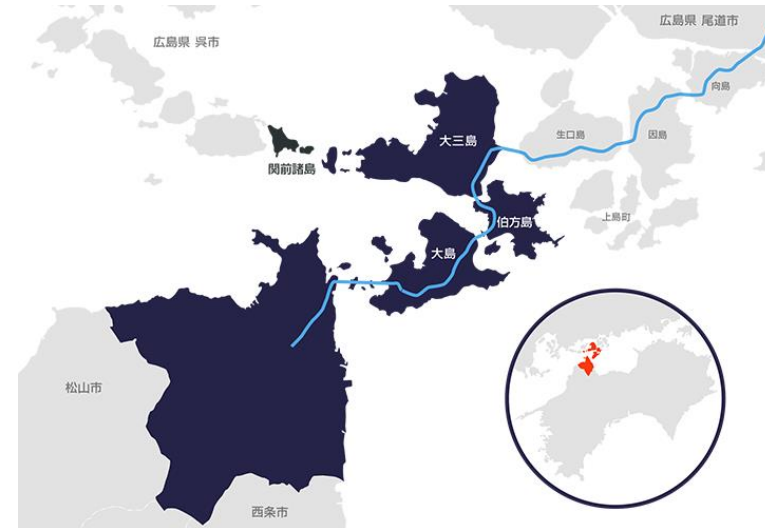 広島県 尾道市
広島県 呉市
向島
大三島
生口島
因島
関前諸島
上島町
伯方島
大島
松山市
西条市